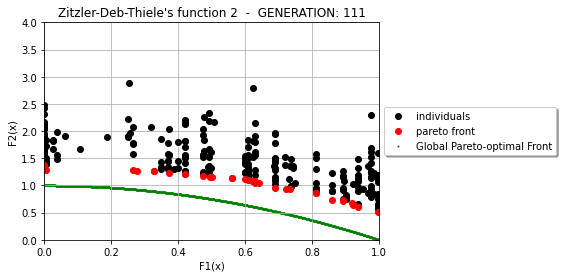 Zitzler-Deb-Thiele's function 2 - GENERATION: 111
4.0
3.5
3.0
2.5
2.0
1.5
1.0
0.5
0.0
F2(x)
0.0 0.2 0.4 0.6 0.8 1.0
F1(x)
individuals
pareto front
Global Pareto-optimal Front